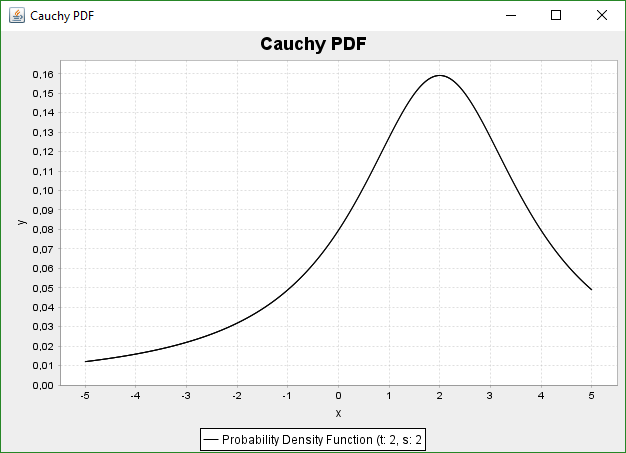 Cauchy PDF
Cauchy PDF
0,16
0,15
0,14
0,13
0,12
0,11
0,10
0,09
0,08
0,07
0,06
0,05
0,04
0,03
0,02
0,01
0,00
y
-5 -4 -3 -2 -1 0 1 2 3 4 5
x
Probability Density Function (t: 2, s: 2